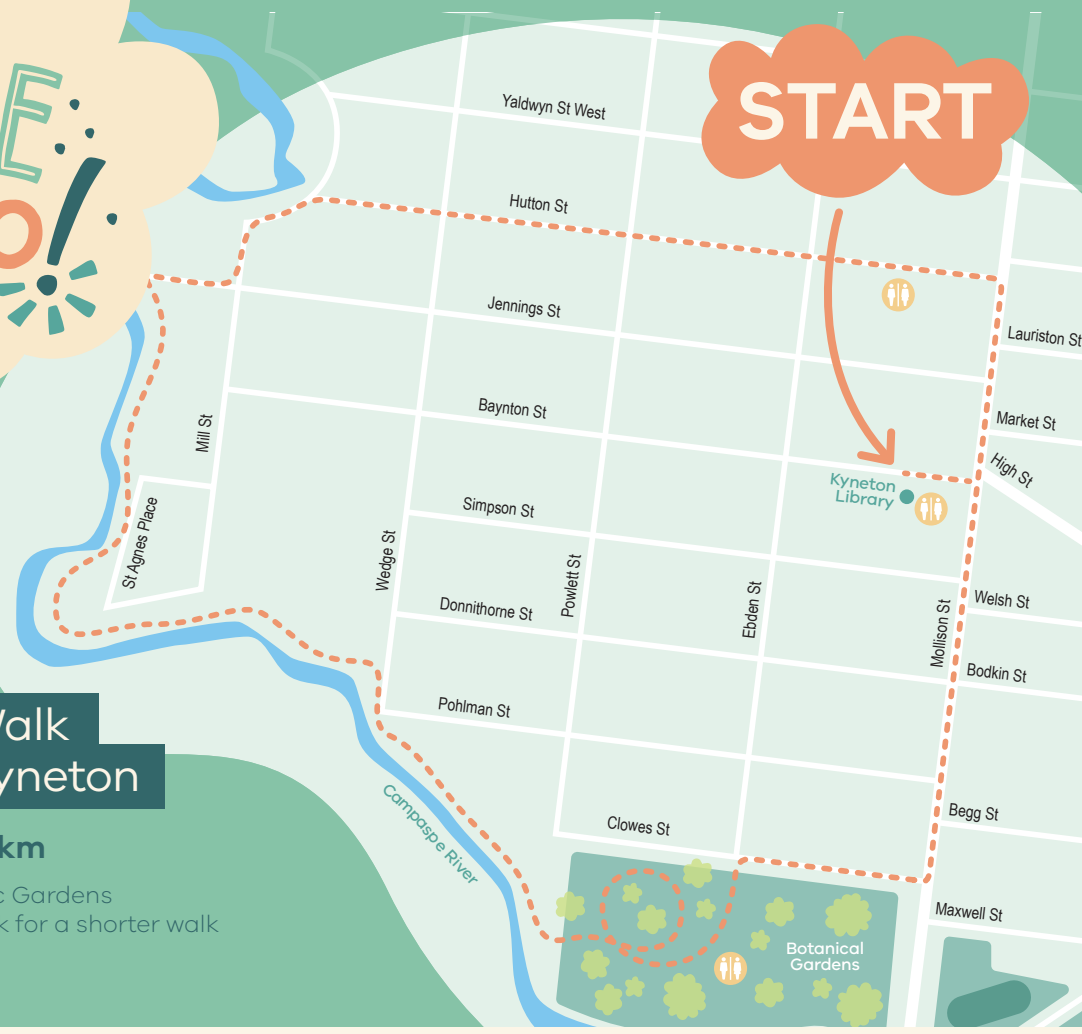 E
o!
START
Yaldwyn St West
Hutton St
Jennings St
Lauriston St
Baynton St
Market St
High St
Mill St
Kyneton
Library
St Agnes Place
Simpson St
Wedge St
Powlett St
Ebden St
Mollison St
Welsh St
Donnithorne St
Bodkin St
Pohlman St
Walk
Kyneton
km
Campaspe River
Clowes St
Begg St
c Gardens
k for a shorter walk
Maxwell St
Botanical
Gardens